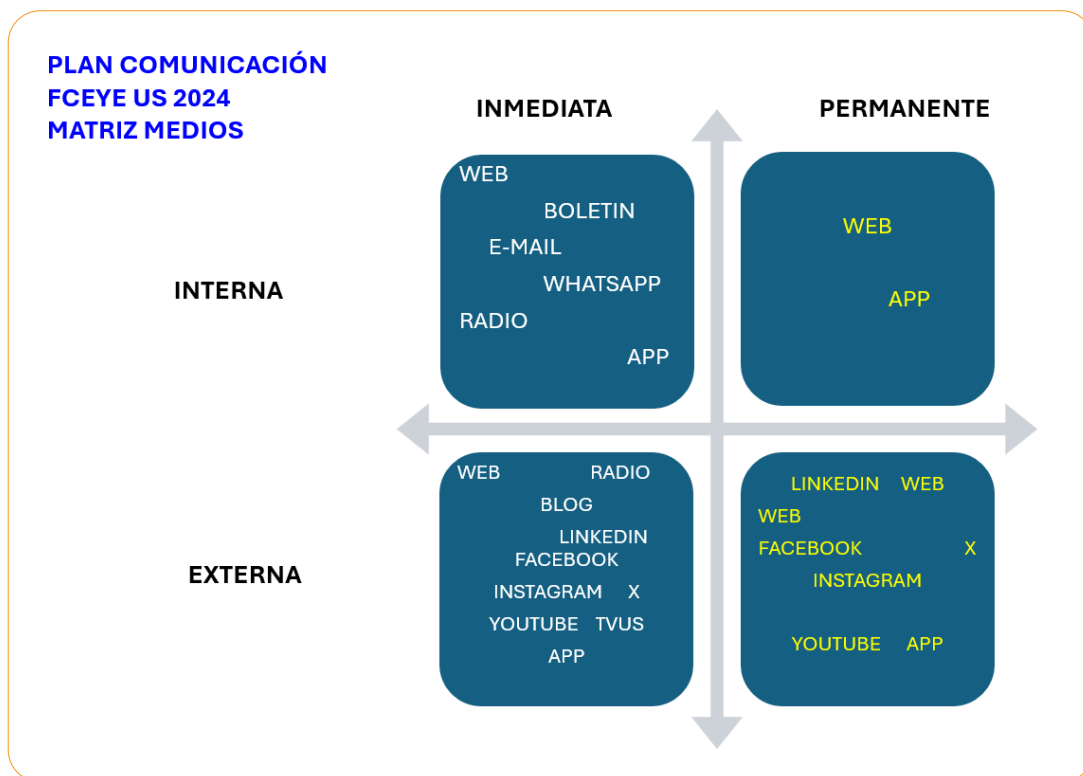 PLAN COMUNICACIÓN
FCEYE US 2024
MATRIZ MEDIOS
INMEDIATA
PERMANENTE
INTERNA
WEB
BOLETIN
E-MAIL
WHATSAPP
RADIO
APP
WEB
APP
EXTERNA
WEB RADIO
BLOG
LINKEDIN
FACEBOOK
INSTAGRAM X
YOUTUBE TVUS
APP
LINKEDIN WEB
WEB
FACEBOOK X
INSTAGRAM
YOUTUBE APP